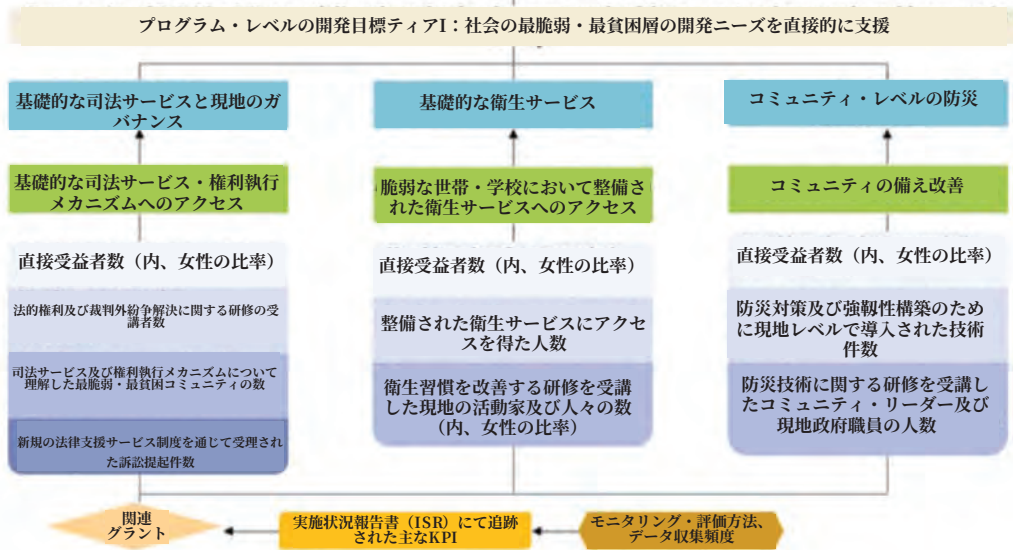 プログラム・レベルの開発目標ティアI：社会の最脆弱・最貧困層の開発ニーズを直接的に支援
基礎的な司法サービスと現地のガ
バナンス
基礎的な司法サービス・権利執行
メカニズムへのアクセス
直接受益者数（内、女性の比率）
法的権利及び裁判外紛争解決に関する研修の受
講者数
司法サービス及び権利執行メカニズムについて
理解した最脆弱・最貧困コミュニティの数
新規の法律支援サービス制度を通じて受理され
た訴訟提起件数
基礎的な衛生サービス
脆弱な世帯・学校において整備さ
れた衛生サービスへのアクセス
直接受益者数（内、女性の比率）
整備された衛生サービスにアクセ
スを得た人数
衛生習慣を改善する研修を受講
した現地の活動家及び人々の数
（内、女性の比率）
コミュニティ・レベルの防災
コミュニティの備え改善
直接受益者数（内、女性の比率）
防災対策及び強靱性構築のため
に現地レベルで導入された技術
件数
防災技術に関する研修を受講し
たコミュニティ・リーダー及び
現地政府職員の人数
関連
グラント
実施状況報告書（ISR）にて追跡
された主なKPI
モニタリング・評価方法、
データ収集頻度